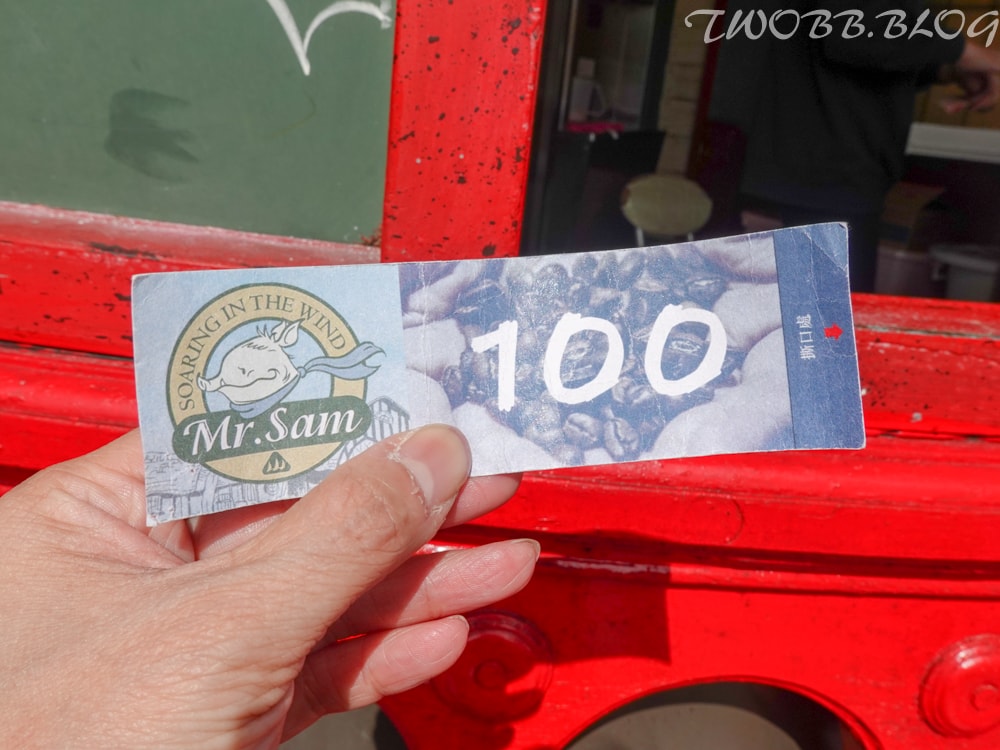 TWOBB.BLOG
SOARING IN THE WIND
Mr. Sam
100
撕口處